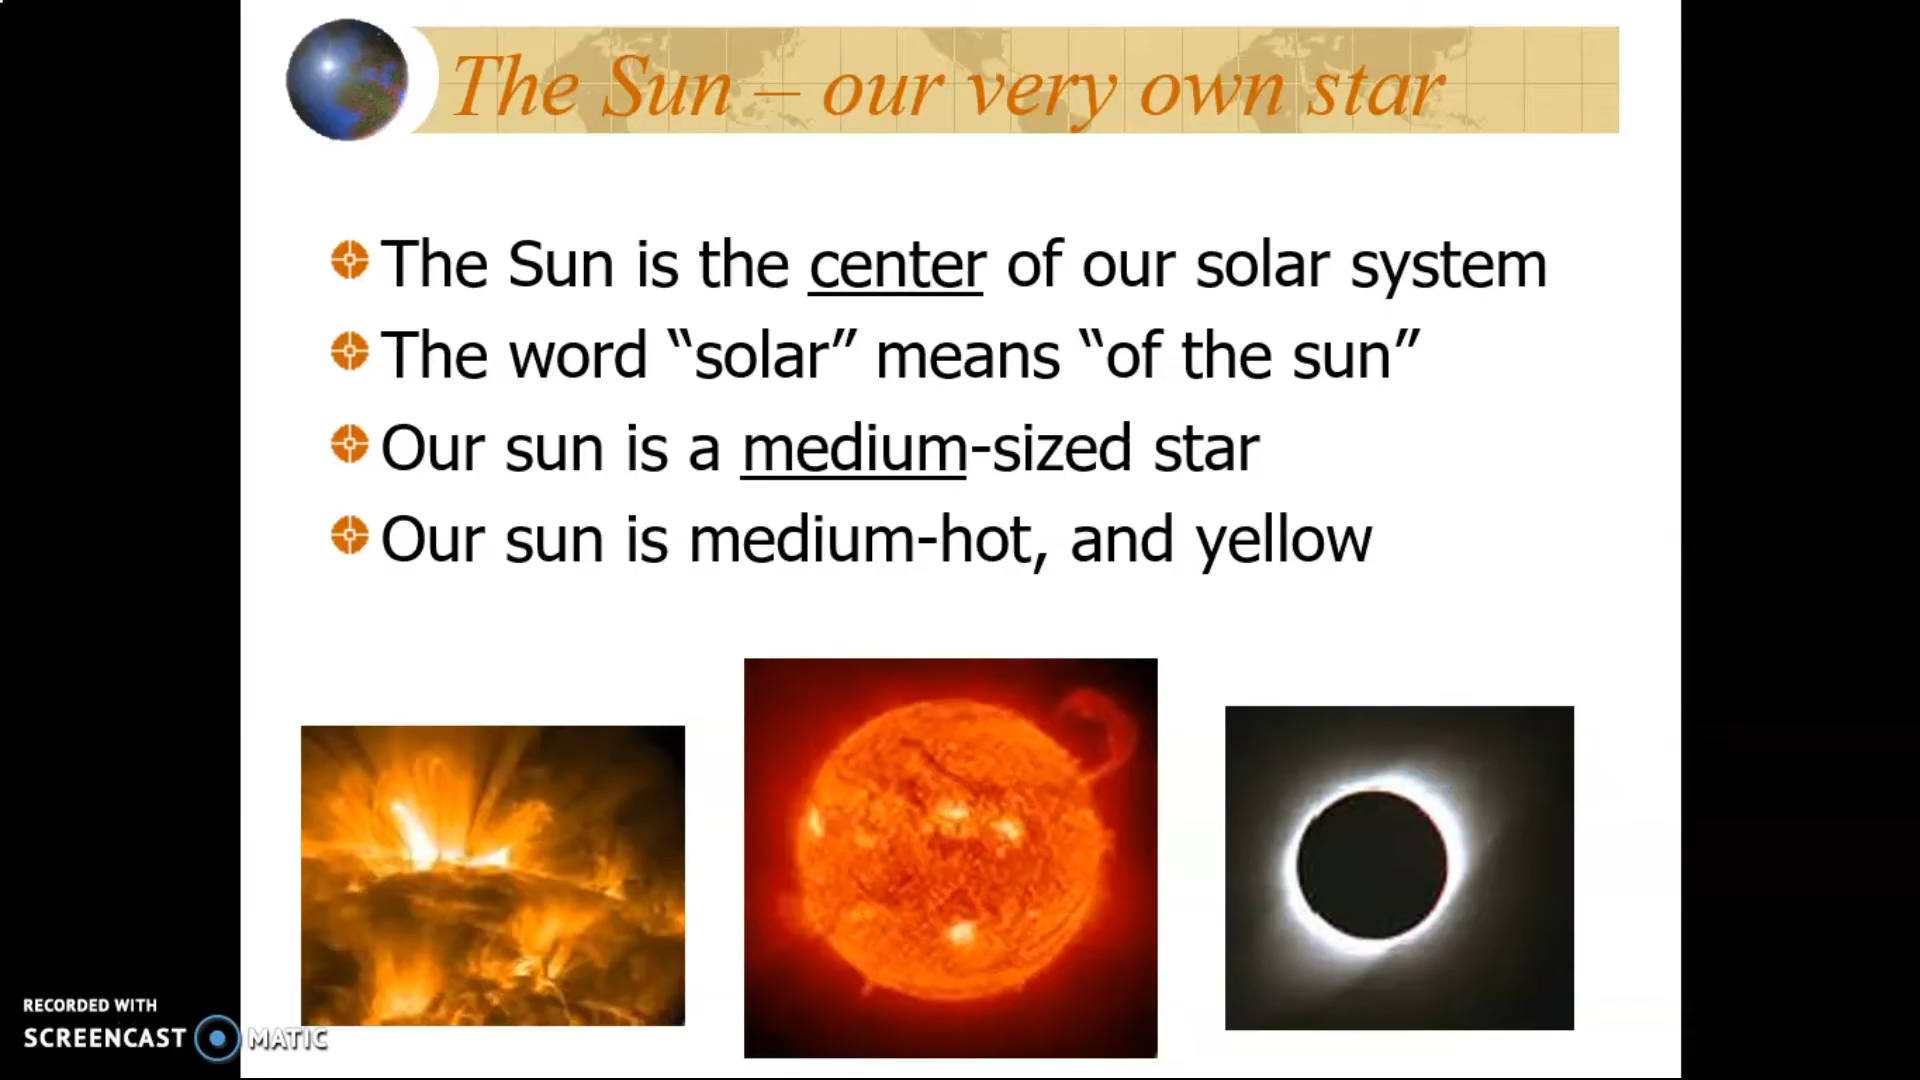 The Sun – our very own star
The Sun is the center of our solar system
The word “solar” means “of the sun”
Our sun is a medium-sized star
Our sun is medium-hot, and yellow
RECORDED WITH
SCREENCAST MATIC